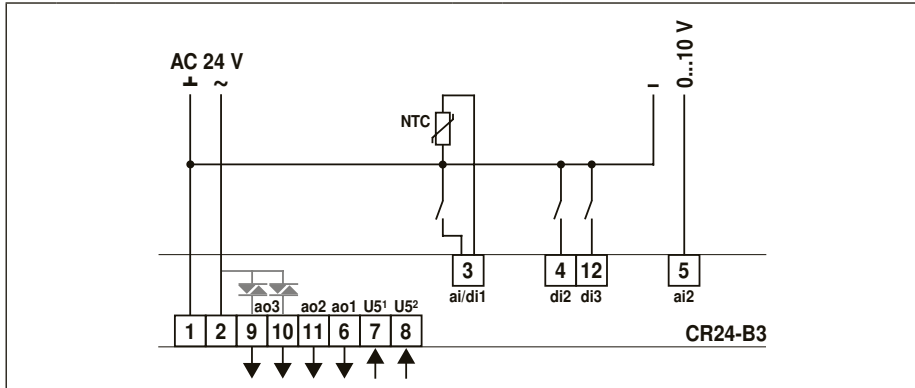 AC 24 V
⊥ ~
– 0...10 V
NTC
3 4 12 5
ai/di1 di2 di3 ai2
ao3 ao2 ao1 U5¹ U5²
1 2 9 10 11 6 7 8
CR24-B3